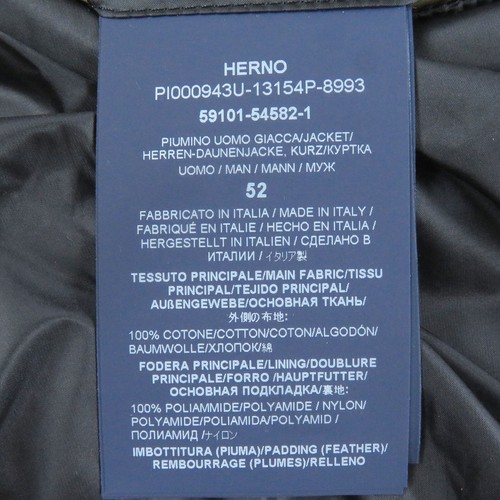 HERNO
PI000943U-13154P-8993
59101-54582-1
PIUMINO UOMO GIACCA/JACKET/
HERREN-DAUNENJACKE, KURZ/КУРТКА
UOMO / MAN / MANN / МУЖ
52
FABBRICATO IN ITALIA / MADE IN ITALY /
FABRIQUÉ EN ITALIE / HECHO EN ITALIA /
HERGESTELLT IN ITALIEN / СДЕЛАНО В
ИТАЛИИ / イタリア製
TESSUTO PRINCIPALE/MAIN FABRIC/TISSU
PRINCIPAL/TEJIDO PRINCIPAL/
AUßENGEWEBE/ОСНОВНАЯ ТКАНЬ/
外側の布地:
100% COTONE/COTTON/COTON/ALGODÓN/
BAUMWOLLE/ХЛОПОК/綿
FODERA PRINCIPALE/LINING/DOUBLURE
PRINCIPALE/FORRO /HAUPTFUTTER/
ОСНОВНАЯ ПОДКЛАДКА/裏地:
100% POLIAMMIDE/POLYAMIDE / NYLON/
POLYAMIDE/POLIAMIDA/POLYAMID /
ПОЛИАМИД /ナイロン
IMBOTTITURA (PIUMA)/PADDING (FEATHER)/
REMBOURRAGE (PLUMES)/RELLENO